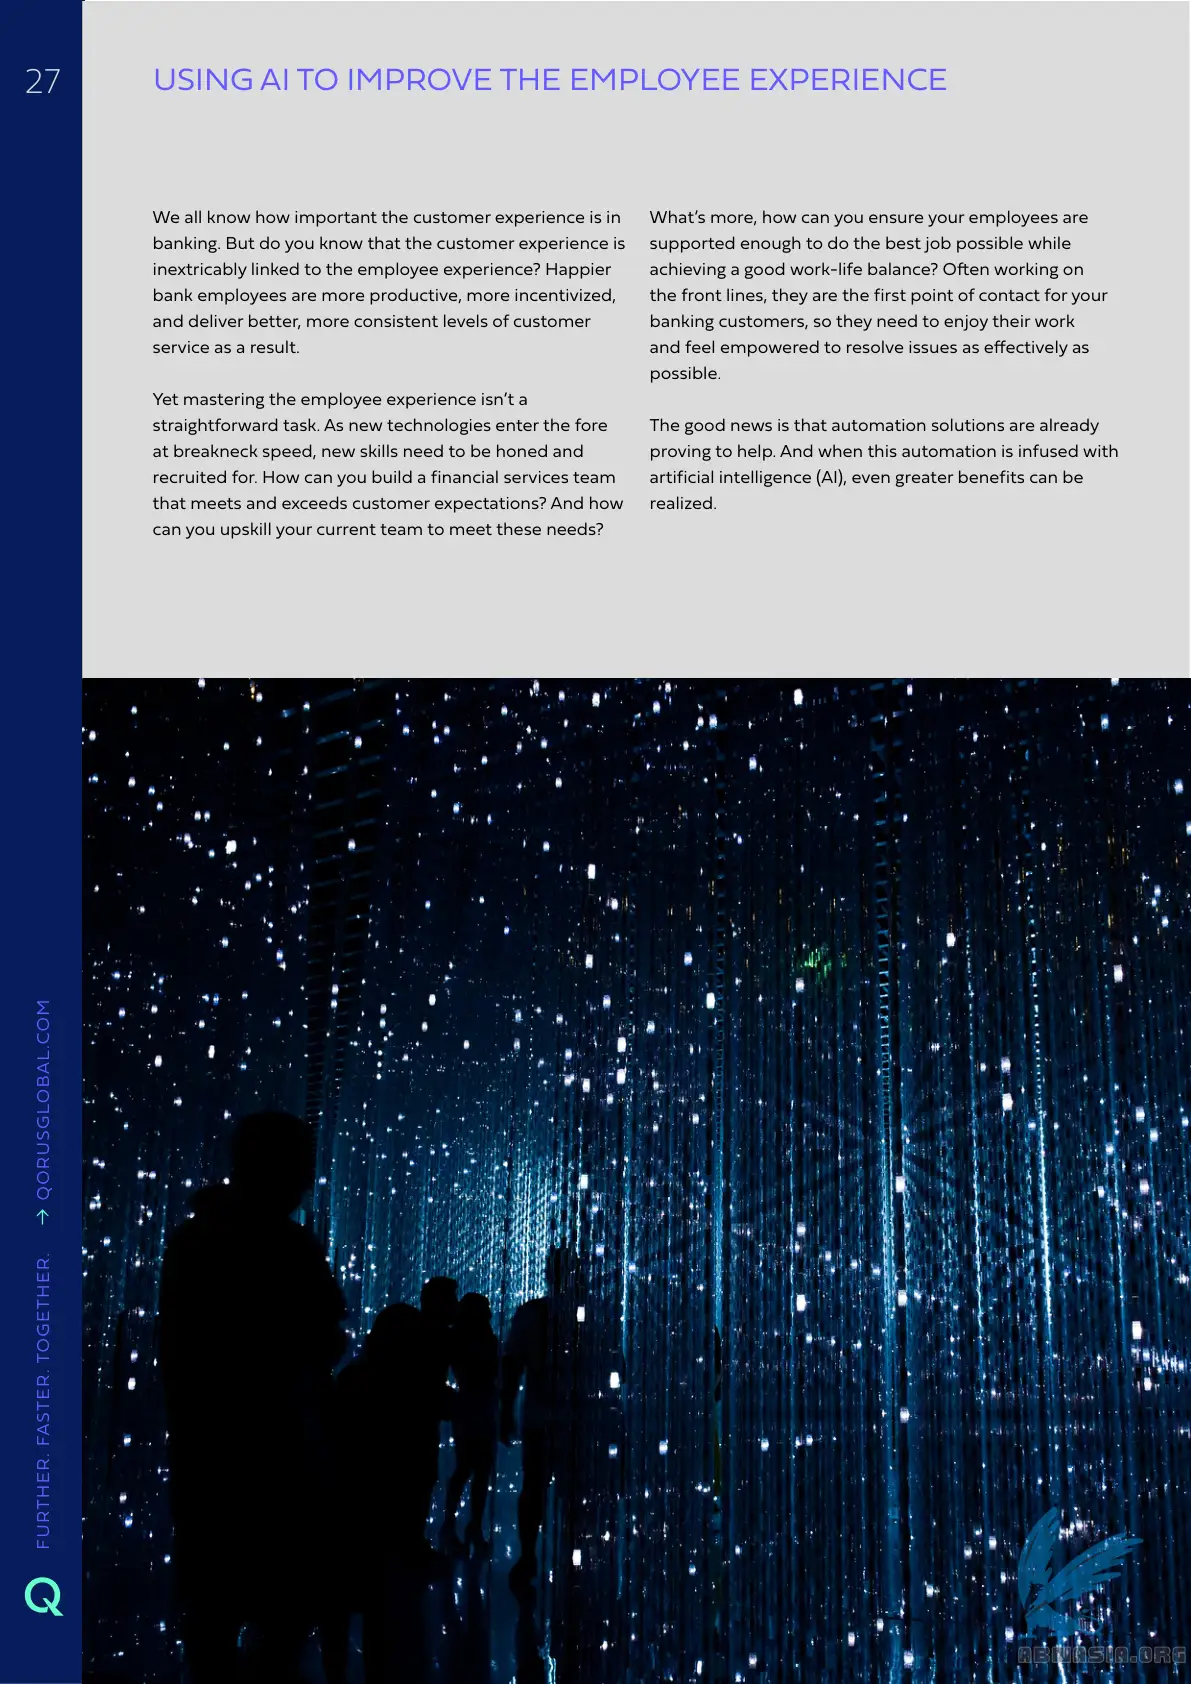 27
USING AI TO IMPROVE THE EMPLOYEE EXPERIENCE
We all know how important the customer experience is in
banking. But do you know that the customer experience is
inextricably linked to the employee experience? Happier
bank employees are more productive, more incentivized,
and deliver better, more consistent levels of customer
service as a result.
Yet mastering the employee experience isn’t a
straightforward task. As new technologies enter the fore
at breakneck speed, new skills need to be honed and
recruited for. How can you build a financial services team
that meets and exceeds customer expectations? And how
can you upskill your current team to meet these needs?
What’s more, how can you ensure your employees are
supported enough to do the best job possible while
achieving a good work-life balance? Often working on
the front lines, they are the first point of contact for your
banking customers, so they need to enjoy their work
and feel empowered to resolve issues as effectively as
possible.
The good news is that automation solutions are already
proving to help. And when this automation is infused with
artificial intelligence (AI), even greater benefits can be
realized.
FURTHER. FASTER. TOGETHER. → QORUSGLOBAL.COM
Q
ABNASIA.ORG